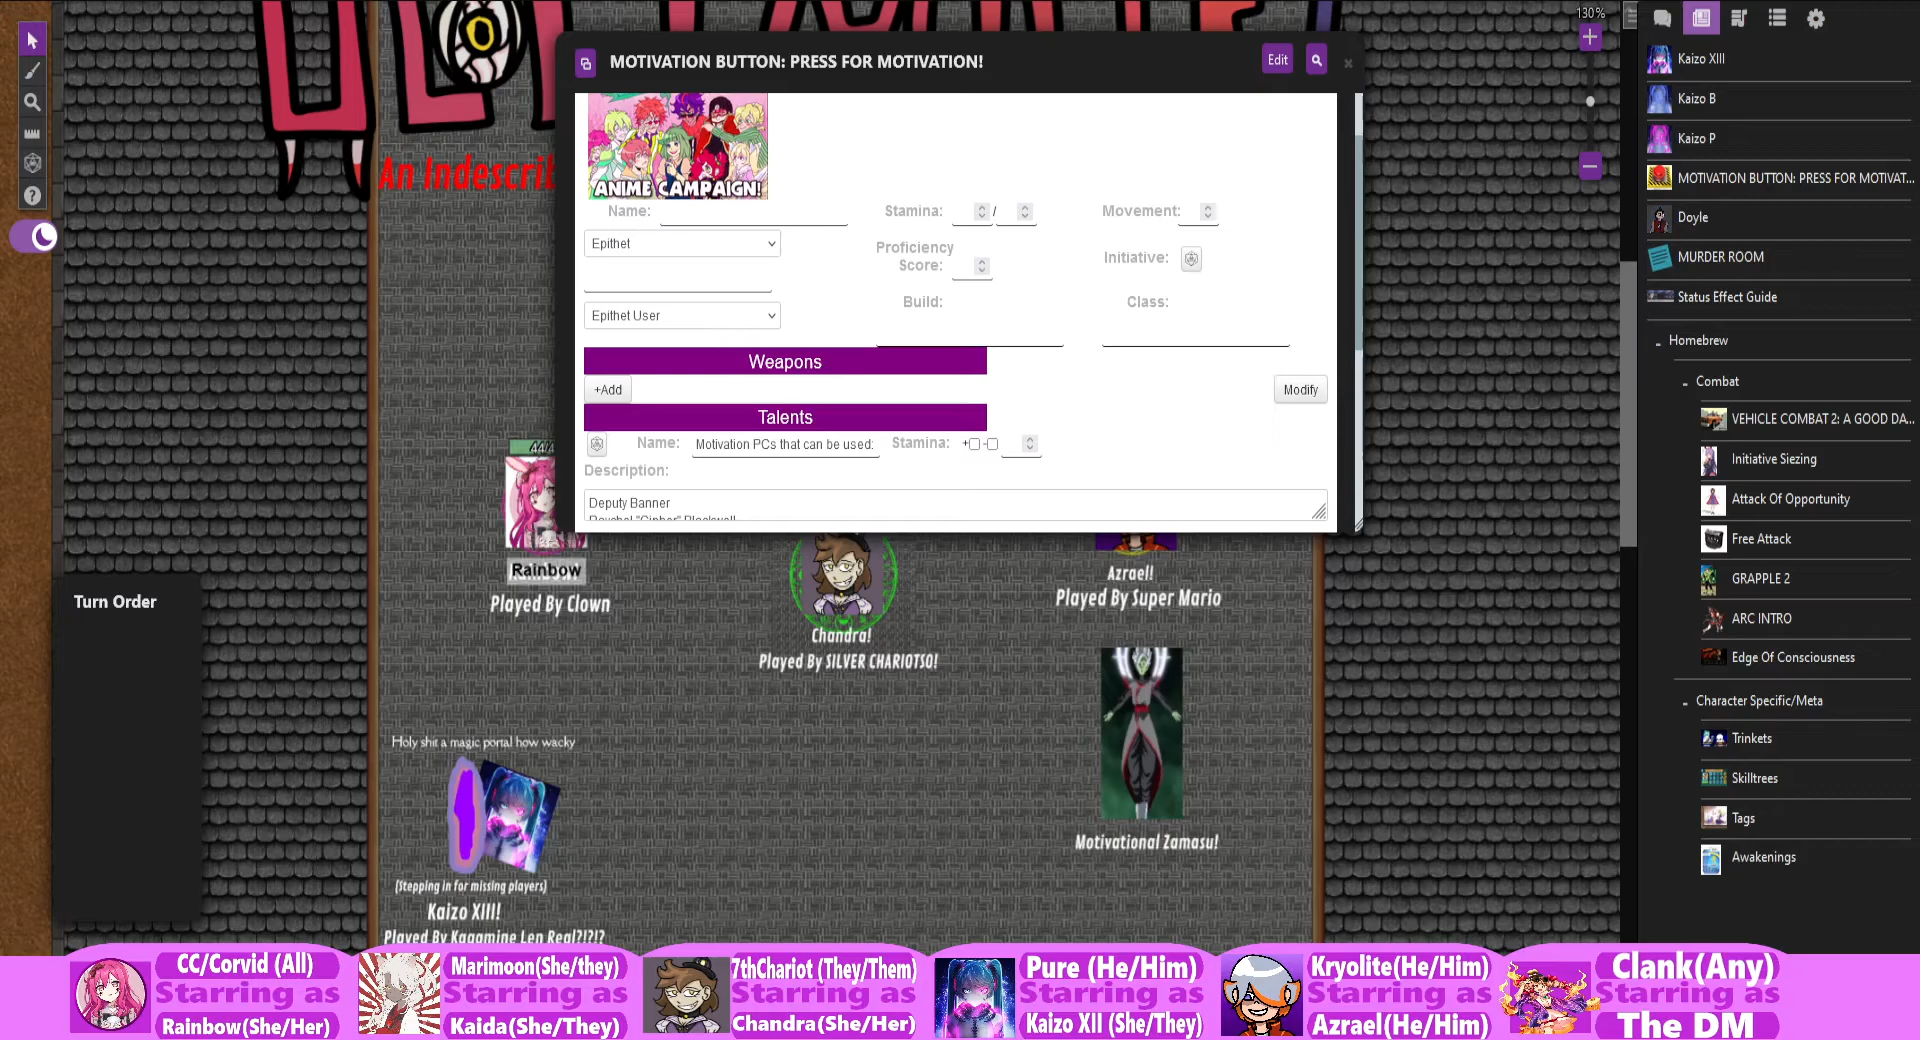 130%
MOTIVATION BUTTON: PRESS FOR MOTIVATION!
Edit
ANIME CAMPAIGN!
Name:
Stamina:
/
Movement:
Epithet
Proficiency
Score:
Initiative:
Build:
Class:
Epithet User
Weapons
+Add
Modify
Talents
Name:
Motivation PCs that can be used:
Stamina:
+
-
Description:
Deputy Banner
An Indescrib
44/4
Rainbow
Played By Clown
Chandra!
Played By SILVER CHARIOTSO!
Azrael!
Played By Super Mario
Turn Order
Holy shit a magic portal how wacky
(Stepping in for missing players)
Kaizo XIII!
Played By Kagamine Len Real?!?!?
Motivational Zamasu!
Kaizo XIII
Kaizo B
Kaizo P
MOTIVATION BUTTON: PRESS FOR MOTIVAT...
Doyle
MURDER ROOM
Status Effect Guide
Homebrew
Combat
VEHICLE COMBAT 2: A GOOD DA...
Initiative Siezing
Attack Of Opportunity
Free Attack
GRAPPLE 2
ARC INTRO
Edge Of Consciousness
Character Specific/Meta
Trinkets
Skilltrees
Tags
Awakenings
CC/Corvid (All)
Starring as
Rainbow(She/Her)
Marimoon(She/they)
Starring as
Kaida(She/They)
7thChariot (They/Them)
Starring as
Chandra(She/Her)
Pure (He/Him)
Starring as
Kaizo XII (She/They)
Kryolite(He/Him)
Starring as
Azrael(He/Him)
Clank(Any)
Starring as
The DM